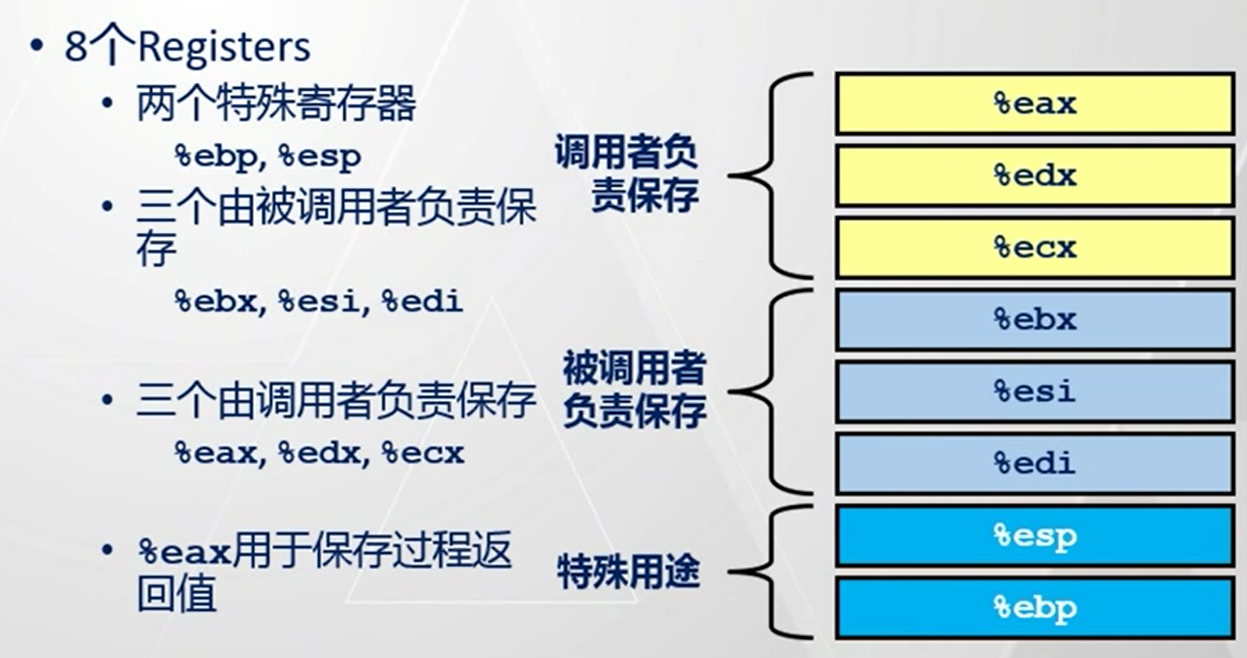 • 8个Registers
• 两个特殊寄存器
%ebp, %esp
• 三个由被调用者负责保
存
%ebx, %esi, %edi
• 三个由调用者负责保存
%eax, %edx, %ecx
• %eax用于保存过程返
回值
调用者负
责保存
被调用者
负责保存
特殊用途
%eax
%edx
%ecx
%ebx
%esi
%edi
%esp
%ebp